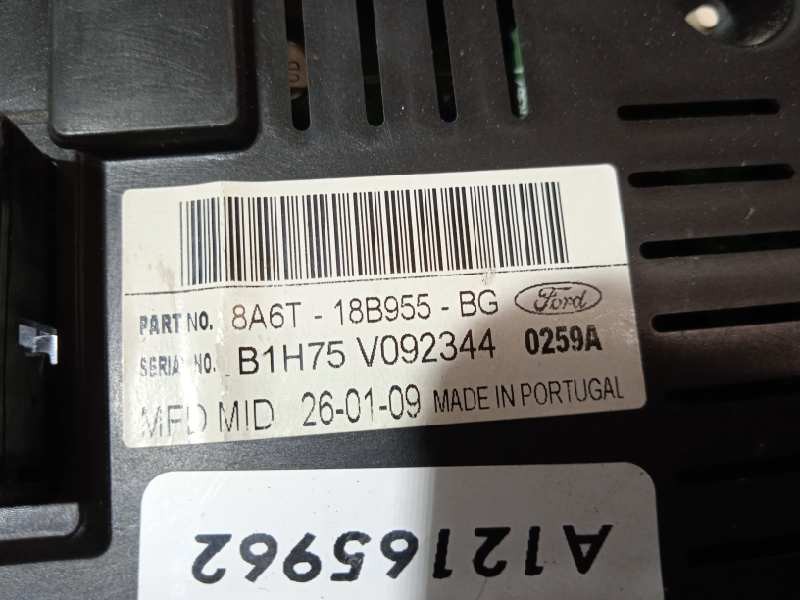 PART NO. 8A6T - 18B955 - BG Ford
SERIAL NO. B1H75 V092344 0259A
MFD MID 26-01-09 MADE IN PORTUGAL
A12165962